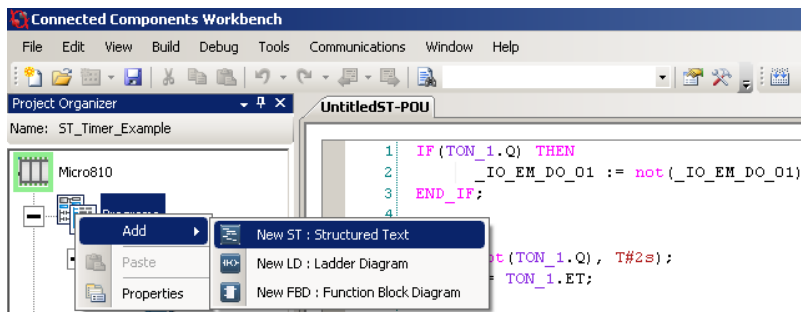 Connected Components Workbench
File Edit View Build Debug Tools Communications Window Help
Project Organizer
UntitledST-POU
Name: ST_Timer_Example
Micro810
1 IF(TON_1.Q) THEN
2 _IO_EM_DO_01 := not(_IO_EM_DO_01)
3 END_IF;
4
Add
New ST : Structured Text
t(TON_1.Q), T#2s);
Paste
New LD : Ladder Diagram
= TON_1.ET;
Properties
New FBD : Function Block Diagram